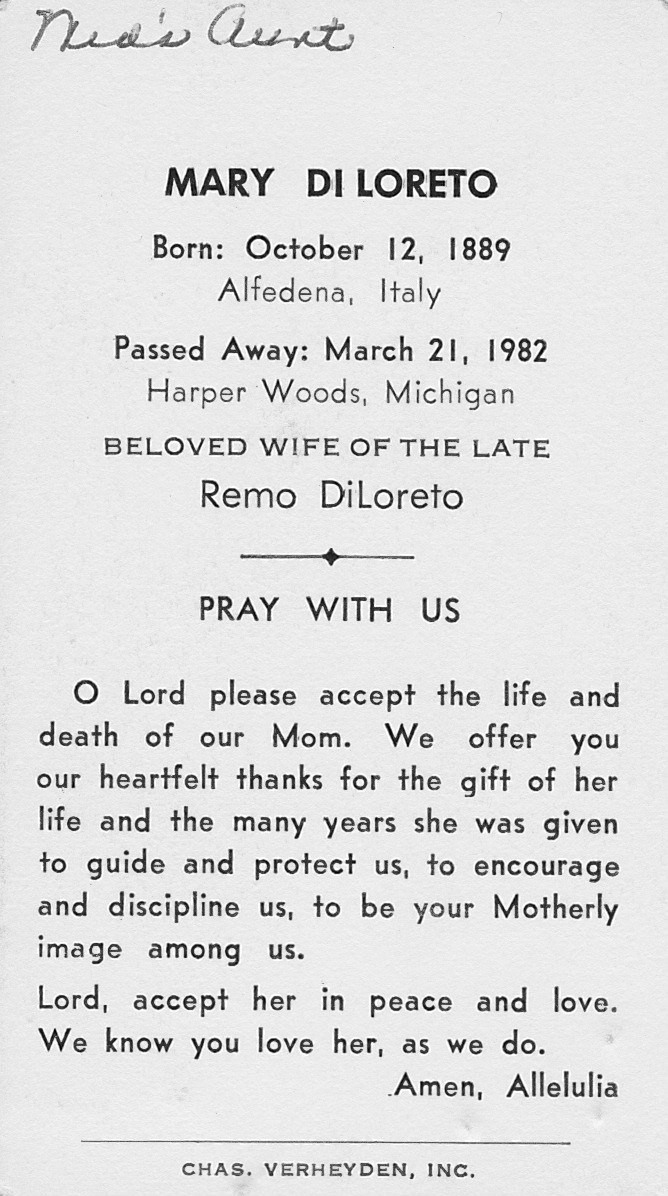 Ned's Aunt
MARY DI LORETO
Born: October 12, 1889
Alfedena, Italy
Passed Away: March 21, 1982
Harper Woods, Michigan
BELOVED WIFE OF THE LATE
Remo DiLoreto
PRAY WITH US
O Lord please accept the life and
death of our Mom. We offer you
our heartfelt thanks for the gift of her
life and the many years she was given
to guide and protect us, to encourage
and discipline us, to be your Motherly
image among us.
Lord, accept her in peace and love.
We know you love her, as we do.
Amen, Allelulia
CHAS. VERHEYDEN, INC.